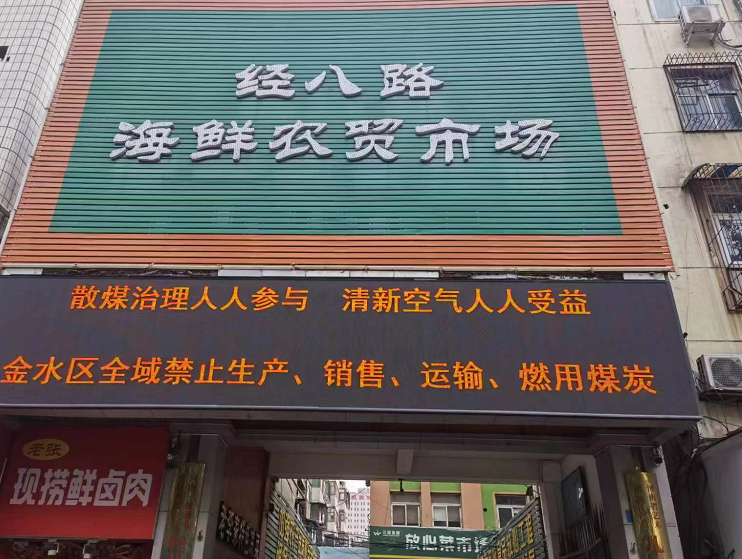 经八路
海鲜农贸市场
散煤治理人人参与 清新空气人人受益
金水区全域禁止生产、销售、运输、燃用煤炭
老张
现捞鲜卤肉
放心菜市场